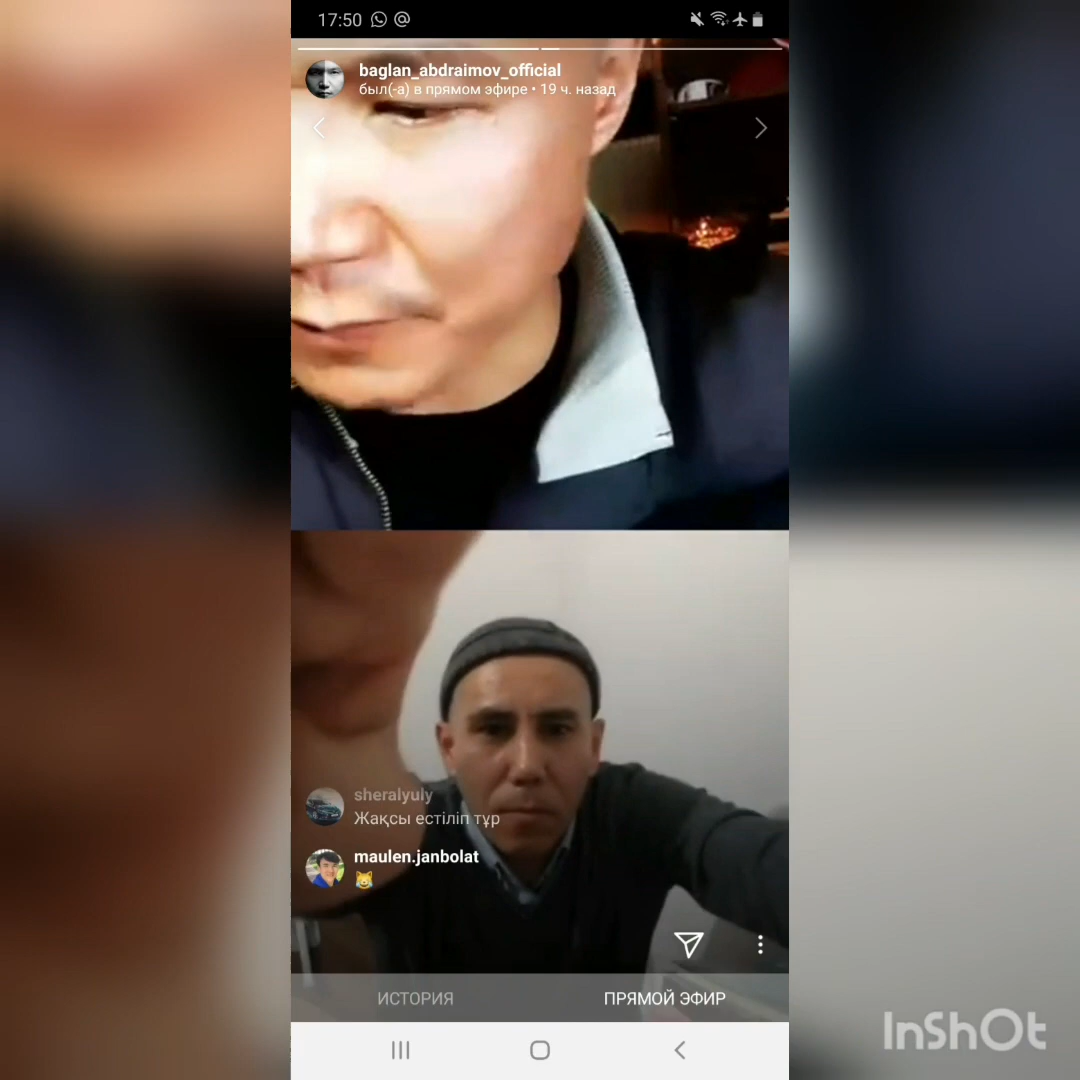 17:50
baglan_abdraimov_official
был(-а) в прямом эфире • 19 ч. назад
sheralyuly
Жақсы естіліп тұр
maulen.janbolat
😹
ИСТОРИЯ
ПРЯМОЙ ЭФИР
InShOt